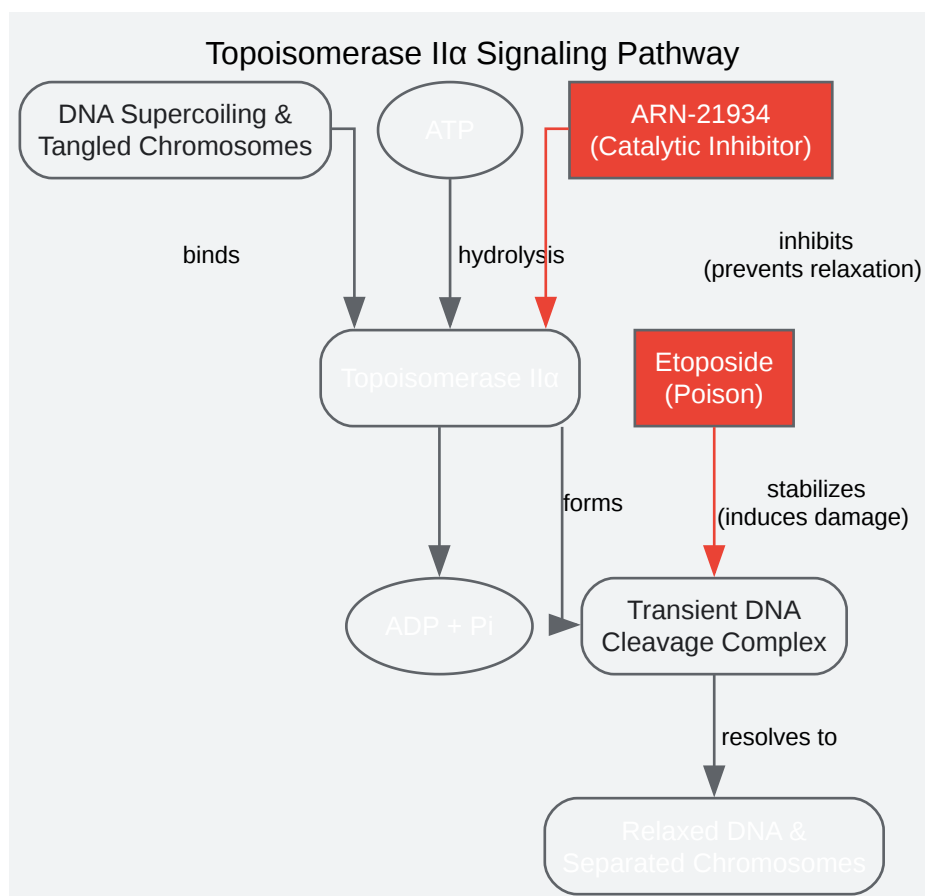 Topoisomerase IIα Signaling Pathway
DNA Supercoiling &
Tangled Chromosomes
ATP
ARN-21934
(Catalytic Inhibitor)
binds
hydrolysis
inhibits
(prevents relaxation)
Topoisomerase IIα
Etoposide
(Poison)
forms
stabilizes
(induces damage)
ADP + Pi
Transient DNA
Cleavage Complex
resolves to
Relaxed DNA &
Separated Chromosomes